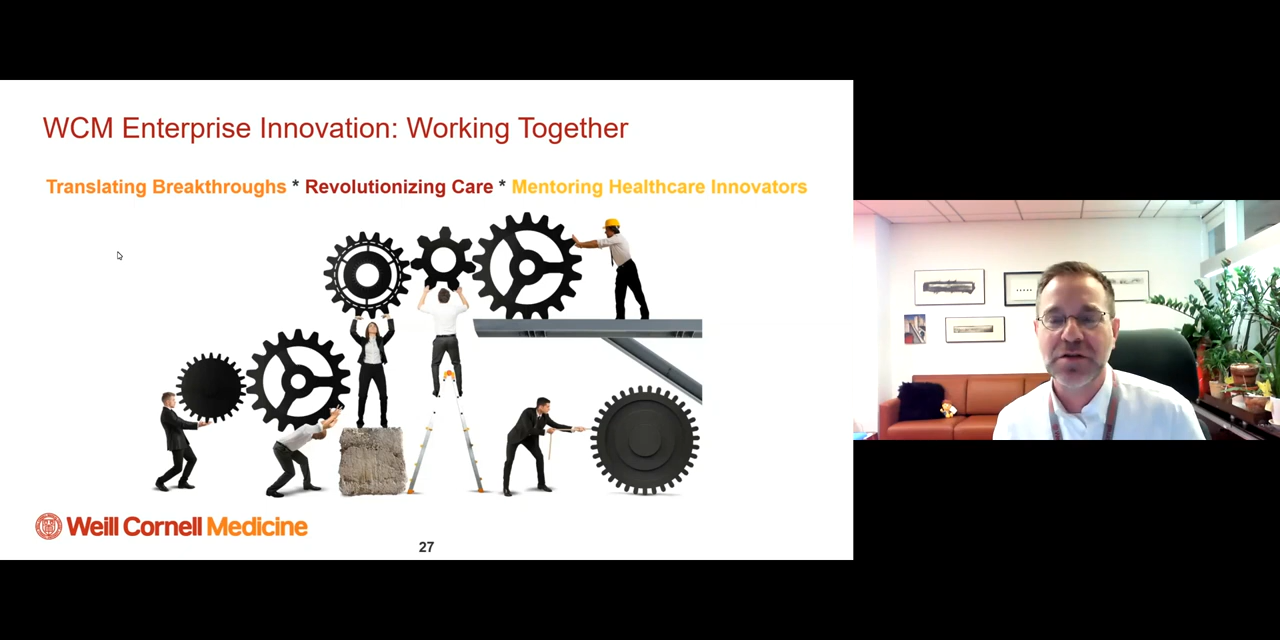 WCM Enterprise Innovation: Working Together
Translating Breakthroughs * Revolutionizing Care * Mentoring Healthcare Innovators
Weill Cornell Medicine
27